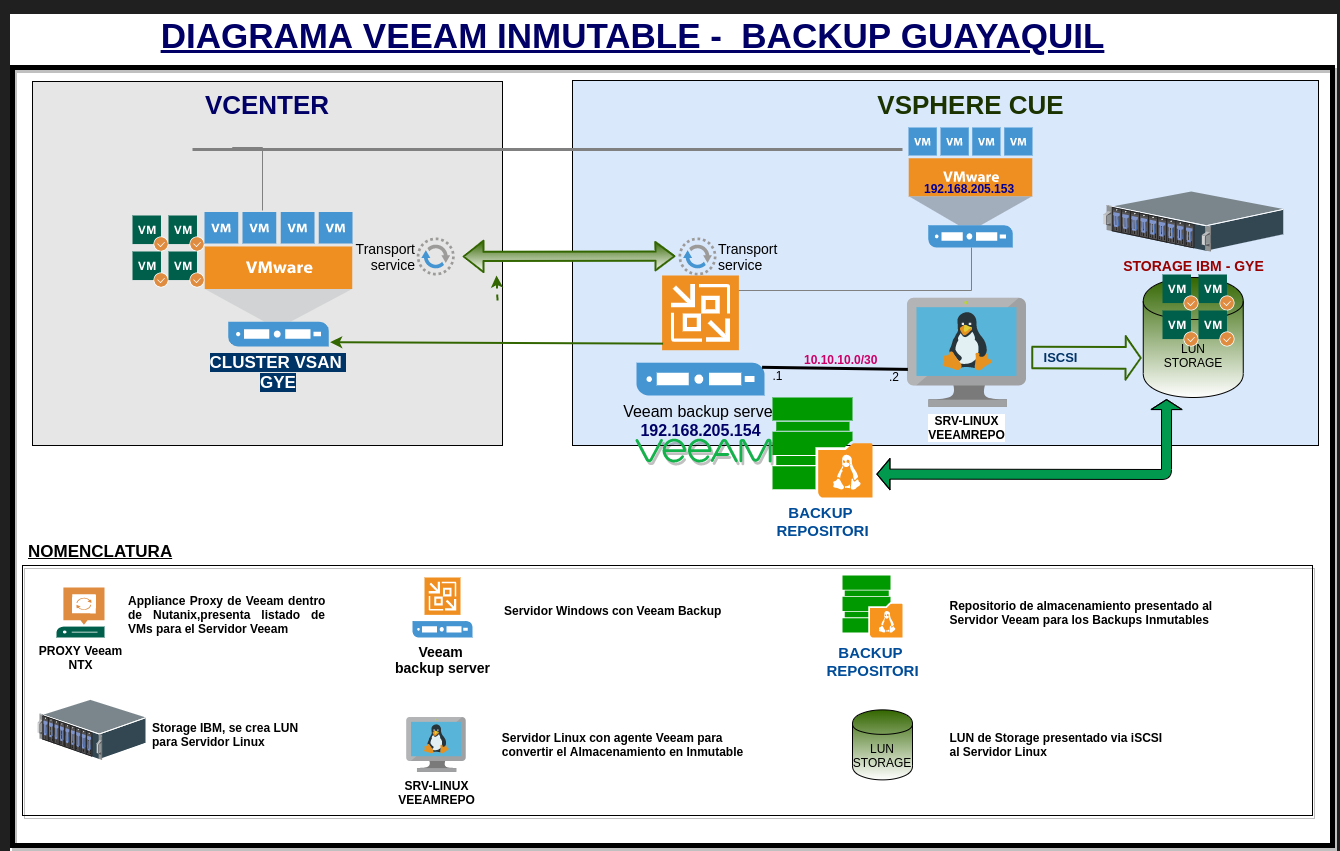 DIAGRAMA VEEAM INMUTABLE -  BACKUP GUAYAQUIL
VCENTER
VSPHERE CUE
VM VM VM VM
VMware
192.168.205.153
VM VM
VM VM
VM VM VM VM
VMware
Transport
service
Transport
service
STORAGE IBM - GYE
VM VM
VM VM
LUN
STORAGE
CLUSTER VSAN
GYE
10.10.10.0/30
.1
.2
ISCSI
Veeam backup serve
192.168.205.154
veeAM
SRV-LINUX
VEEAMREPO
BACKUP
REPOSITORI
NOMENCLATURA
PROXY Veeam
NTX
Appliance Proxy de Veeam dentro
de Nutanix,presenta listado de
VMs para el Servidor Veeam
Veeam
backup server
Servidor Windows con Veeam Backup
BACKUP
REPOSITORI
Repositorio de almacenamiento presentado al
Servidor Veeam para los Backups Inmutables
Storage IBM, se crea LUN
para Servidor Linux
SRV-LINUX
VEEAMREPO
Servidor Linux con agente Veeam para
convertir el Almacenamiento en Inmutable
LUN
STORAGE
LUN de Storage presentado via iSCSI
al Servidor Linux